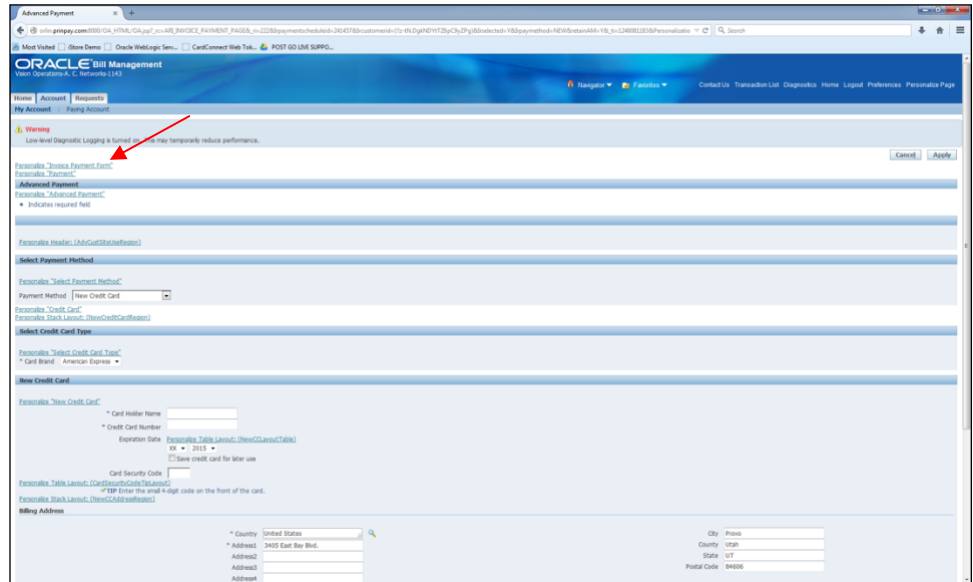 Advanced Payment × +
Search
Most Visited iStore Demo Oracle WebLogic Serv... CardConnect Web Tok... POST GO LIVE SUPPO...
ORACLE Bill Management
Vision Operations-A. C. Networks-1143
Navigator Favorites Contact Us Transaction List Diagnostics Home Logout Preferences Personalize Page
Home Account Requests
My Account | Paying Account
Warning
Low-level Diagnostic Logging is turned on. This may temporarily reduce performance.
Cancel Apply
Personalize "Invoice Payment Form"
Personalize "Payment"
Advanced Payment
Personalize "Advanced Payment"
* Indicates required field
Personalize Header: (AdvCustSiteUseRegion)
Select Payment Method
Personalize "Select Payment Method"
Payment Method New Credit Card
Personalize "Credit Card"
Personalize Stack Layout: (NewCreditCardRegion)
Select Credit Card Type
Personalize "Select Credit Card Type"
* Card Brand American Express
New Credit Card
Personalize "New Credit Card"
* Card Holder Name
* Credit Card Number
Expiration Date Personalize Table Layout: (NewCCLayoutTable)
XX 2015
Save credit card for later use
Card Security Code
Personalize Table Layout: (CardSecurityCodeTipLayout)
TIP Enter the small 4-digit code on the front of the card.
Personalize Stack Layout: (NewCCAddressRegion)
Billing Address
* Country United States
* Address1 3405 East Bay Blvd.
Address2
Address3
Address4
City Provo
County Utah
State UT
Postal Code 84606